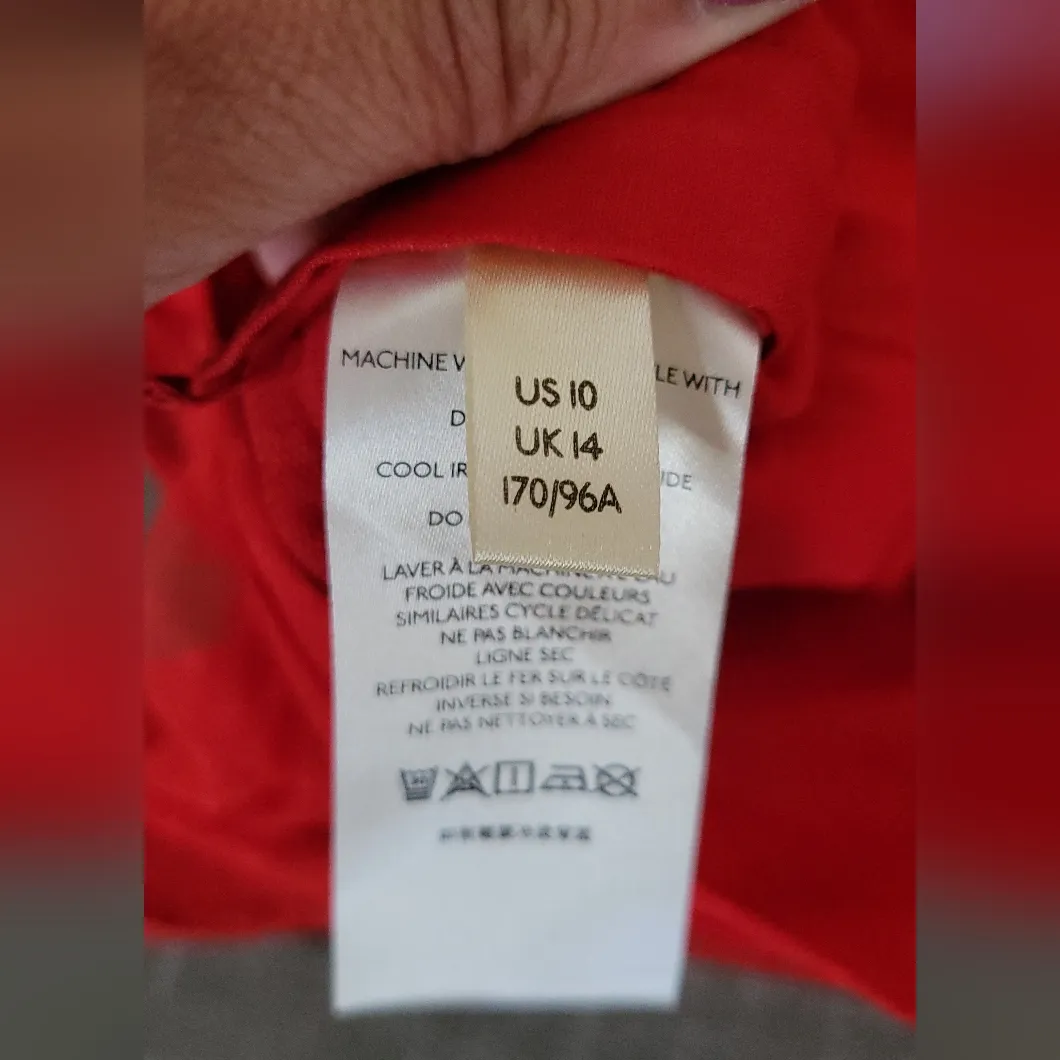 US 10
UK 14
170/96A
MACHINE
LE WITH
COOL
DO
LAVER À LA MACHINE
FROIDE AVEC COULEURS
SIMILAIRES CYCLE DÉLICAT
NE PAS BLANCHIR
LIGNE SEC
REFROIDIR LE FER SUR LE CÔTÉ
INVERSE SI BESOIN
NE PAS NETTOYER À SEC